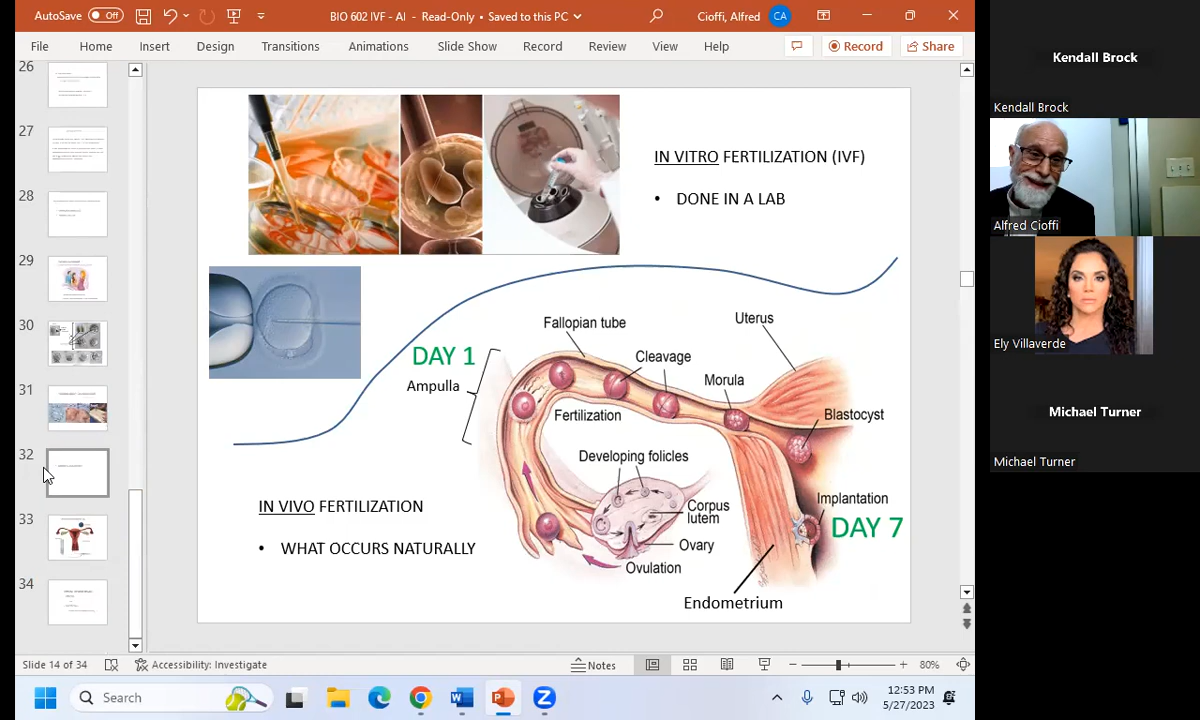 AutoSave Off
BIO 602 IVF - AI - Read-Only • Saved to this PC
Cioffi, Alfred CA
File Home Insert Design Transitions Animations Slide Show Record Review View Help Record Share
26
27
28
29
30
31
32
33
34
IN VITRO FERTILIZATION (IVF)
• DONE IN A LAB
DAY 1
Ampulla
Fallopian tube
Cleavage
Uterus
Morula
Blastocyst
Fertilization
Developing folicles
Corpus
lutem
Ovary
Ovulation
Implantation
DAY 7
Endometrium
IN VIVO FERTILIZATION
• WHAT OCCURS NATURALLY
Slide 14 of 34
Accessibility: Investigate
Notes
80%
Search
12:53 PM
5/27/2023
Kendall Brock
Kendall Brock
Alfred Cioffi
Ely Villaverde
Michael Turner
Michael Turner